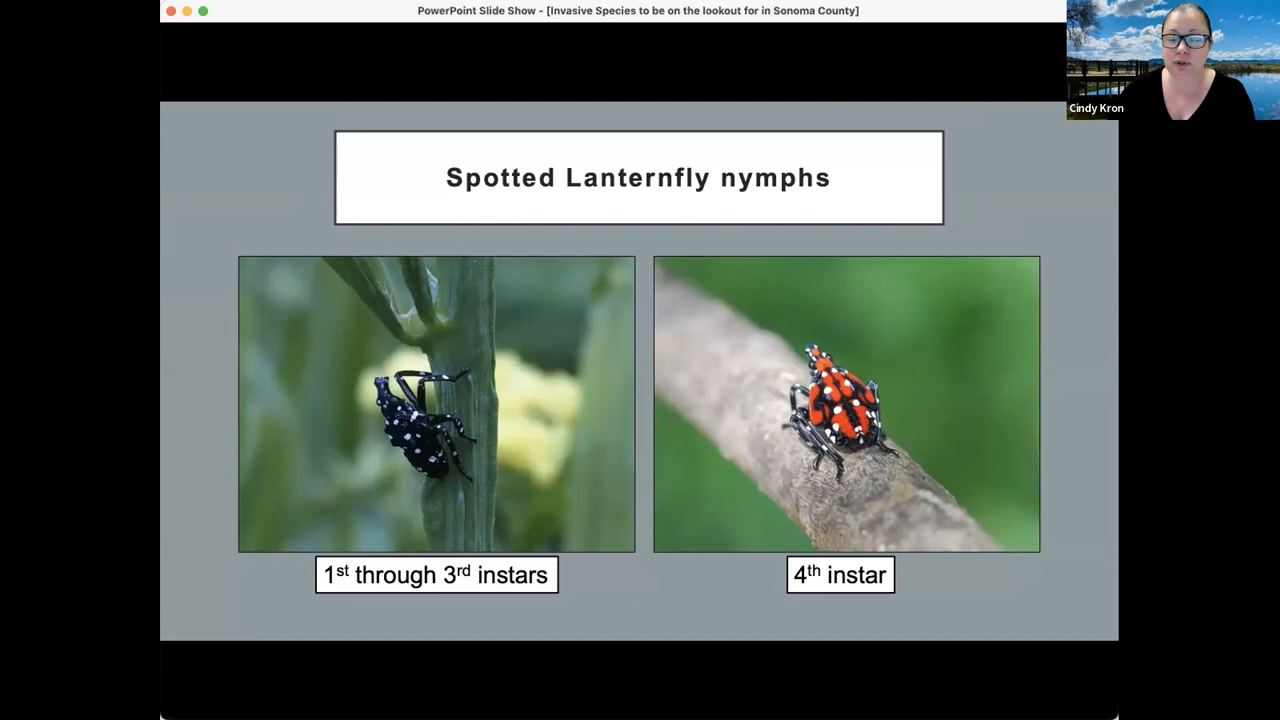 PowerPoint Slide Show - [Invasive Species to be on the lookout for in Sonoma County]
Cindy Kron
Spotted Lanternfly nymphs
1st through 3rd instars
4th instar